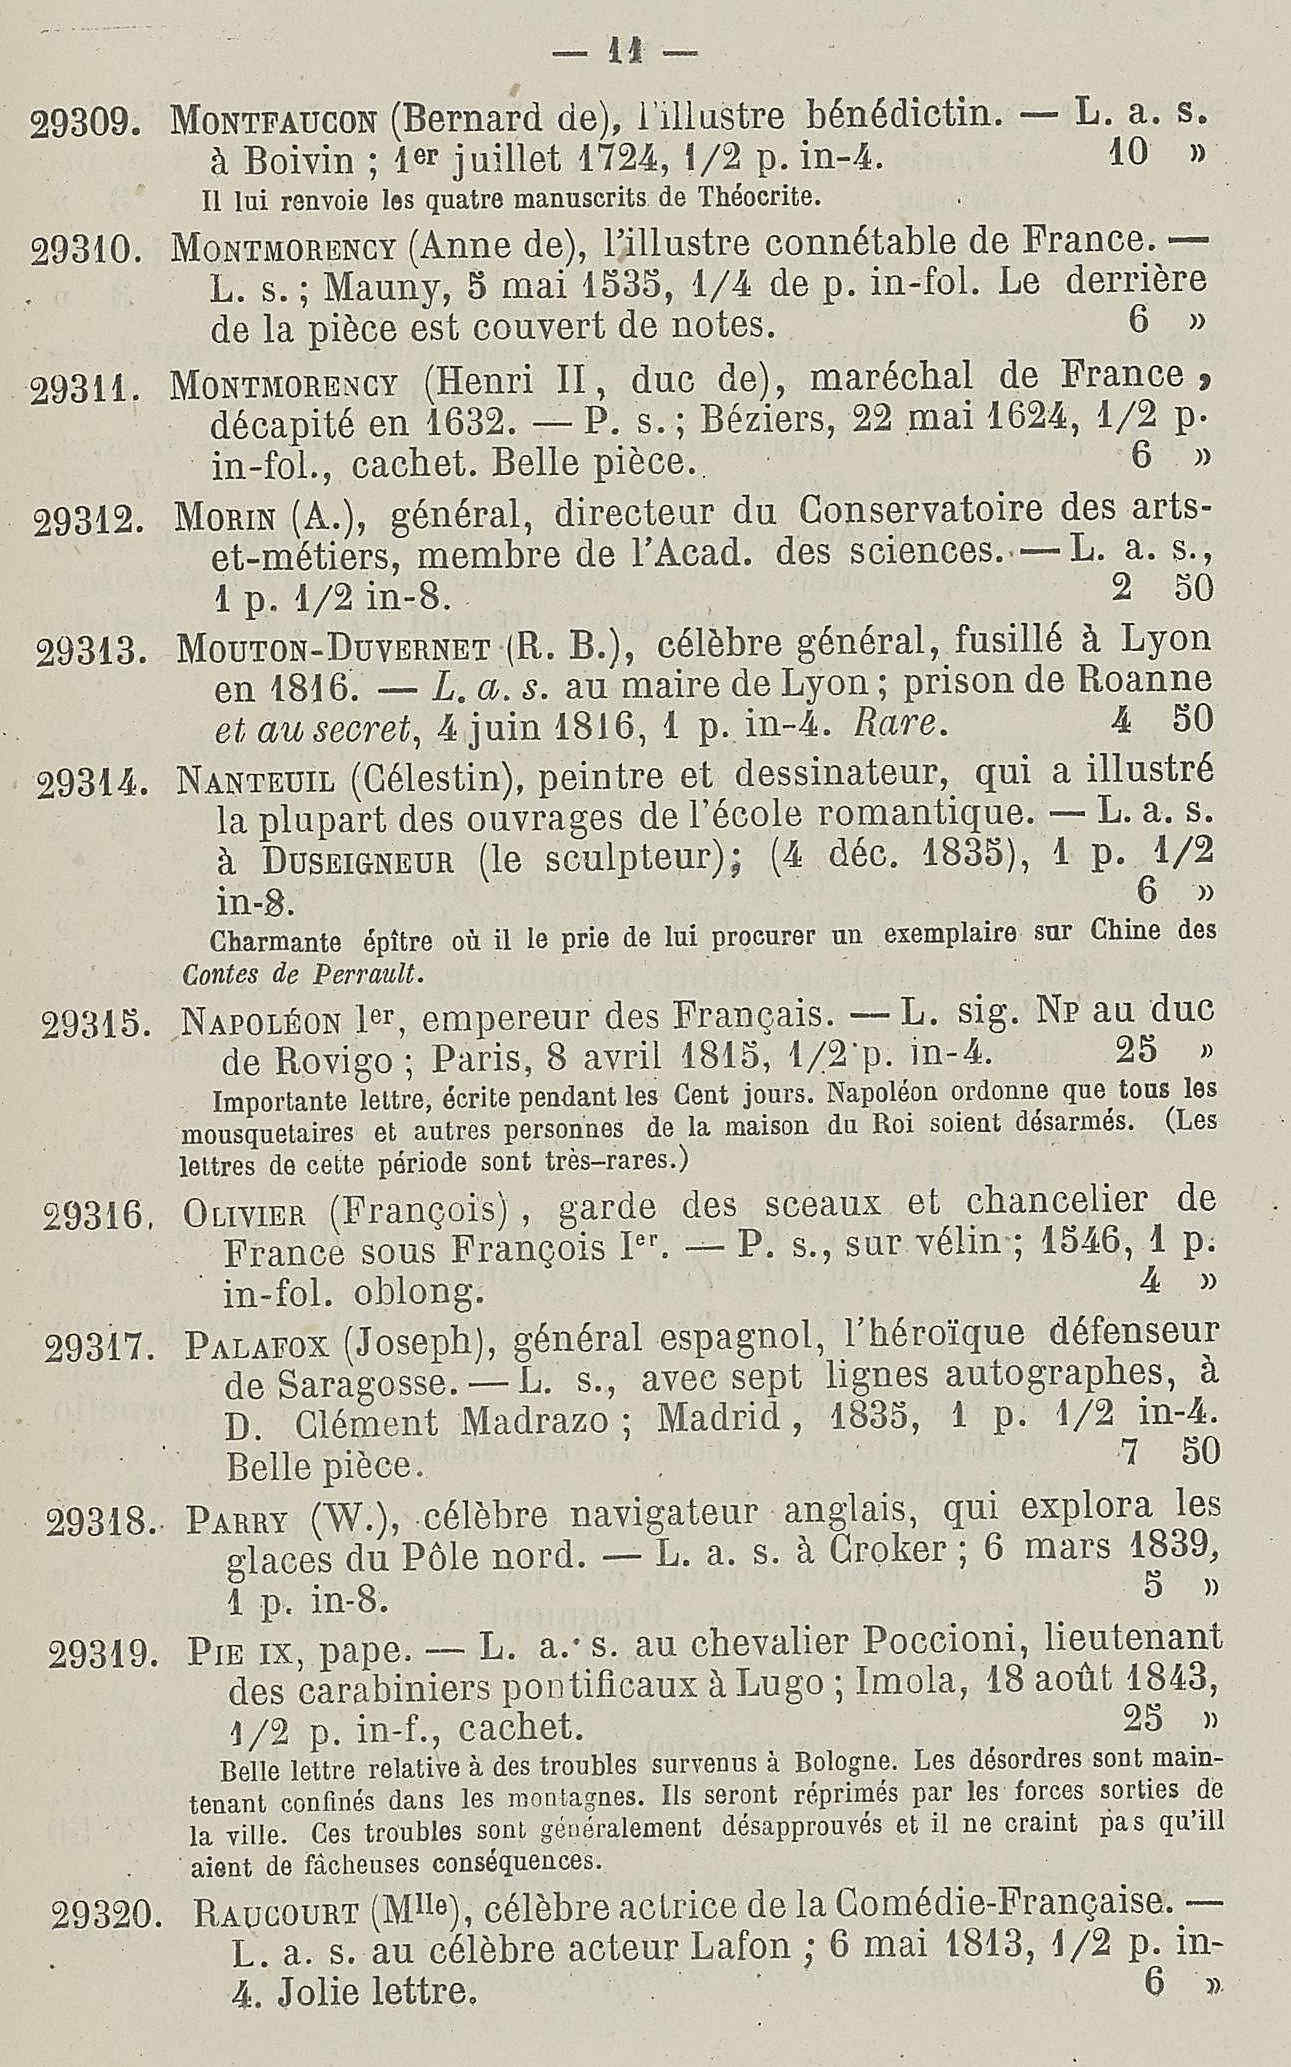 — 11 —
29309. MONTFAUCON (Bernard de), l'illustre bénédictin. — L. a. s.
à Boivin ; 1er juillet 1724, 1/2 p. in-4. 10 »
Il lui renvoie les quatre manuscrits de Théocrite.
29310. MONTMORENCY (Anne de), l'illustre connétable de France. —
L. s. ; Mauny, 5 mai 1535, 1/4 de p. in-fol. Le derrière
de la pièce est couvert de notes. 6 »
29311. MONTMORENCY (Henri II, duc de), maréchal de France,
décapité en 1632. — P. s. ; Béziers, 22 mai 1624, 1/2 p.
in-fol., cachet. Belle pièce. 6 »
29312. MORIN (A.), général, directeur du Conservatoire des arts-
et-métiers, membre de l'Acad. des sciences. — L. a. s.,
1 p. 1/2 in-8. 2 50
29313. MOUTON-DUVERNET (R. B.), célèbre général, fusillé à Lyon
en 1816. — L. a. s. au maire de Lyon ; prison de Roanne
et au secret, 4 juin 1816, 1 p. in-4. Rare. 4 50
29314. NANTEUIL (Célestin), peintre et dessinateur, qui a illustré
la plupart des ouvrages de l'école romantique. — L. a. s.
à DUSEIGNEUR (le sculpteur) ; (4 déc. 1835), 1 p. 1/2
in-8. 6 »
Charmante épître où il le prie de lui procurer un exemplaire sur Chine des
Contes de Perrault.
29315. NAPOLÉON Ier, empereur des Français. — L. sig. NP au duc
de Rovigo ; Paris, 8 avril 1815, 1/2 p. in-4. 25 »
Importante lettre, écrite pendant les Cent jours. Napoléon ordonne que tous les
mousquetaires et autres personnes de la maison du Roi soient désarmés. (Les
lettres de cette période sont très-rares.)
29316. OLIVIER (François), garde des sceaux et chancelier de
France sous François Ier. — P. s., sur vélin ; 1546, 1 p.
in-fol. oblong. 4 »
29317. PALAFOX (Joseph), général espagnol, l'héroïque défenseur
de Saragosse. — L. s., avec sept lignes autographes, à
D. Clément Madrazo ; Madrid, 1835, 1 p. 1/2 in-4.
Belle pièce. 7 50
29318. PARRY (W.), célèbre navigateur anglais, qui explora les
glaces du Pôle nord. — L. a. s. à Croker ; 6 mars 1839,
1 p. in-8. 5 »
29319. PIE IX, pape. — L. a. s. au chevalier Poccioni, lieutenant
des carabiniers pontificaux à Lugo ; Imola, 18 août 1843,
1/2 p. in-f., cachet. 25 »
Belle lettre relative à des troubles survenus à Bologne. Les désordres sont main-
tenant confinés dans les montagnes. Ils seront réprimés par les forces sorties de
la ville. Ces troubles sont généralement désapprouvés et il ne craint pas qu'ill
aient de fâcheuses conséquences.
29320. RAUCOURT (Mlle), célèbre actrice de la Comédie-Française. —
L. a. s. au célèbre acteur Lafon ; 6 mai 1813, 1/2 p. in-
4. Jolie lettre. 6 »